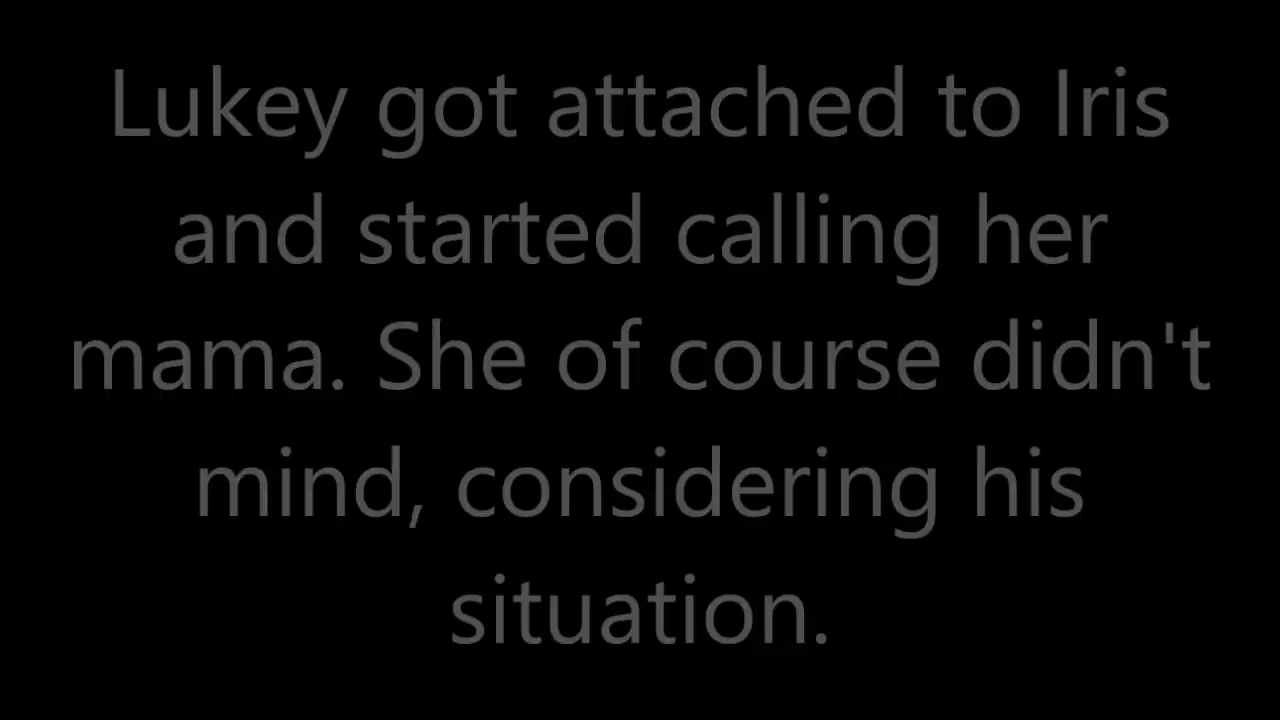 Lukey got attached to Iris
and started calling her
mama. She of course didn't
mind, considering his
situation.